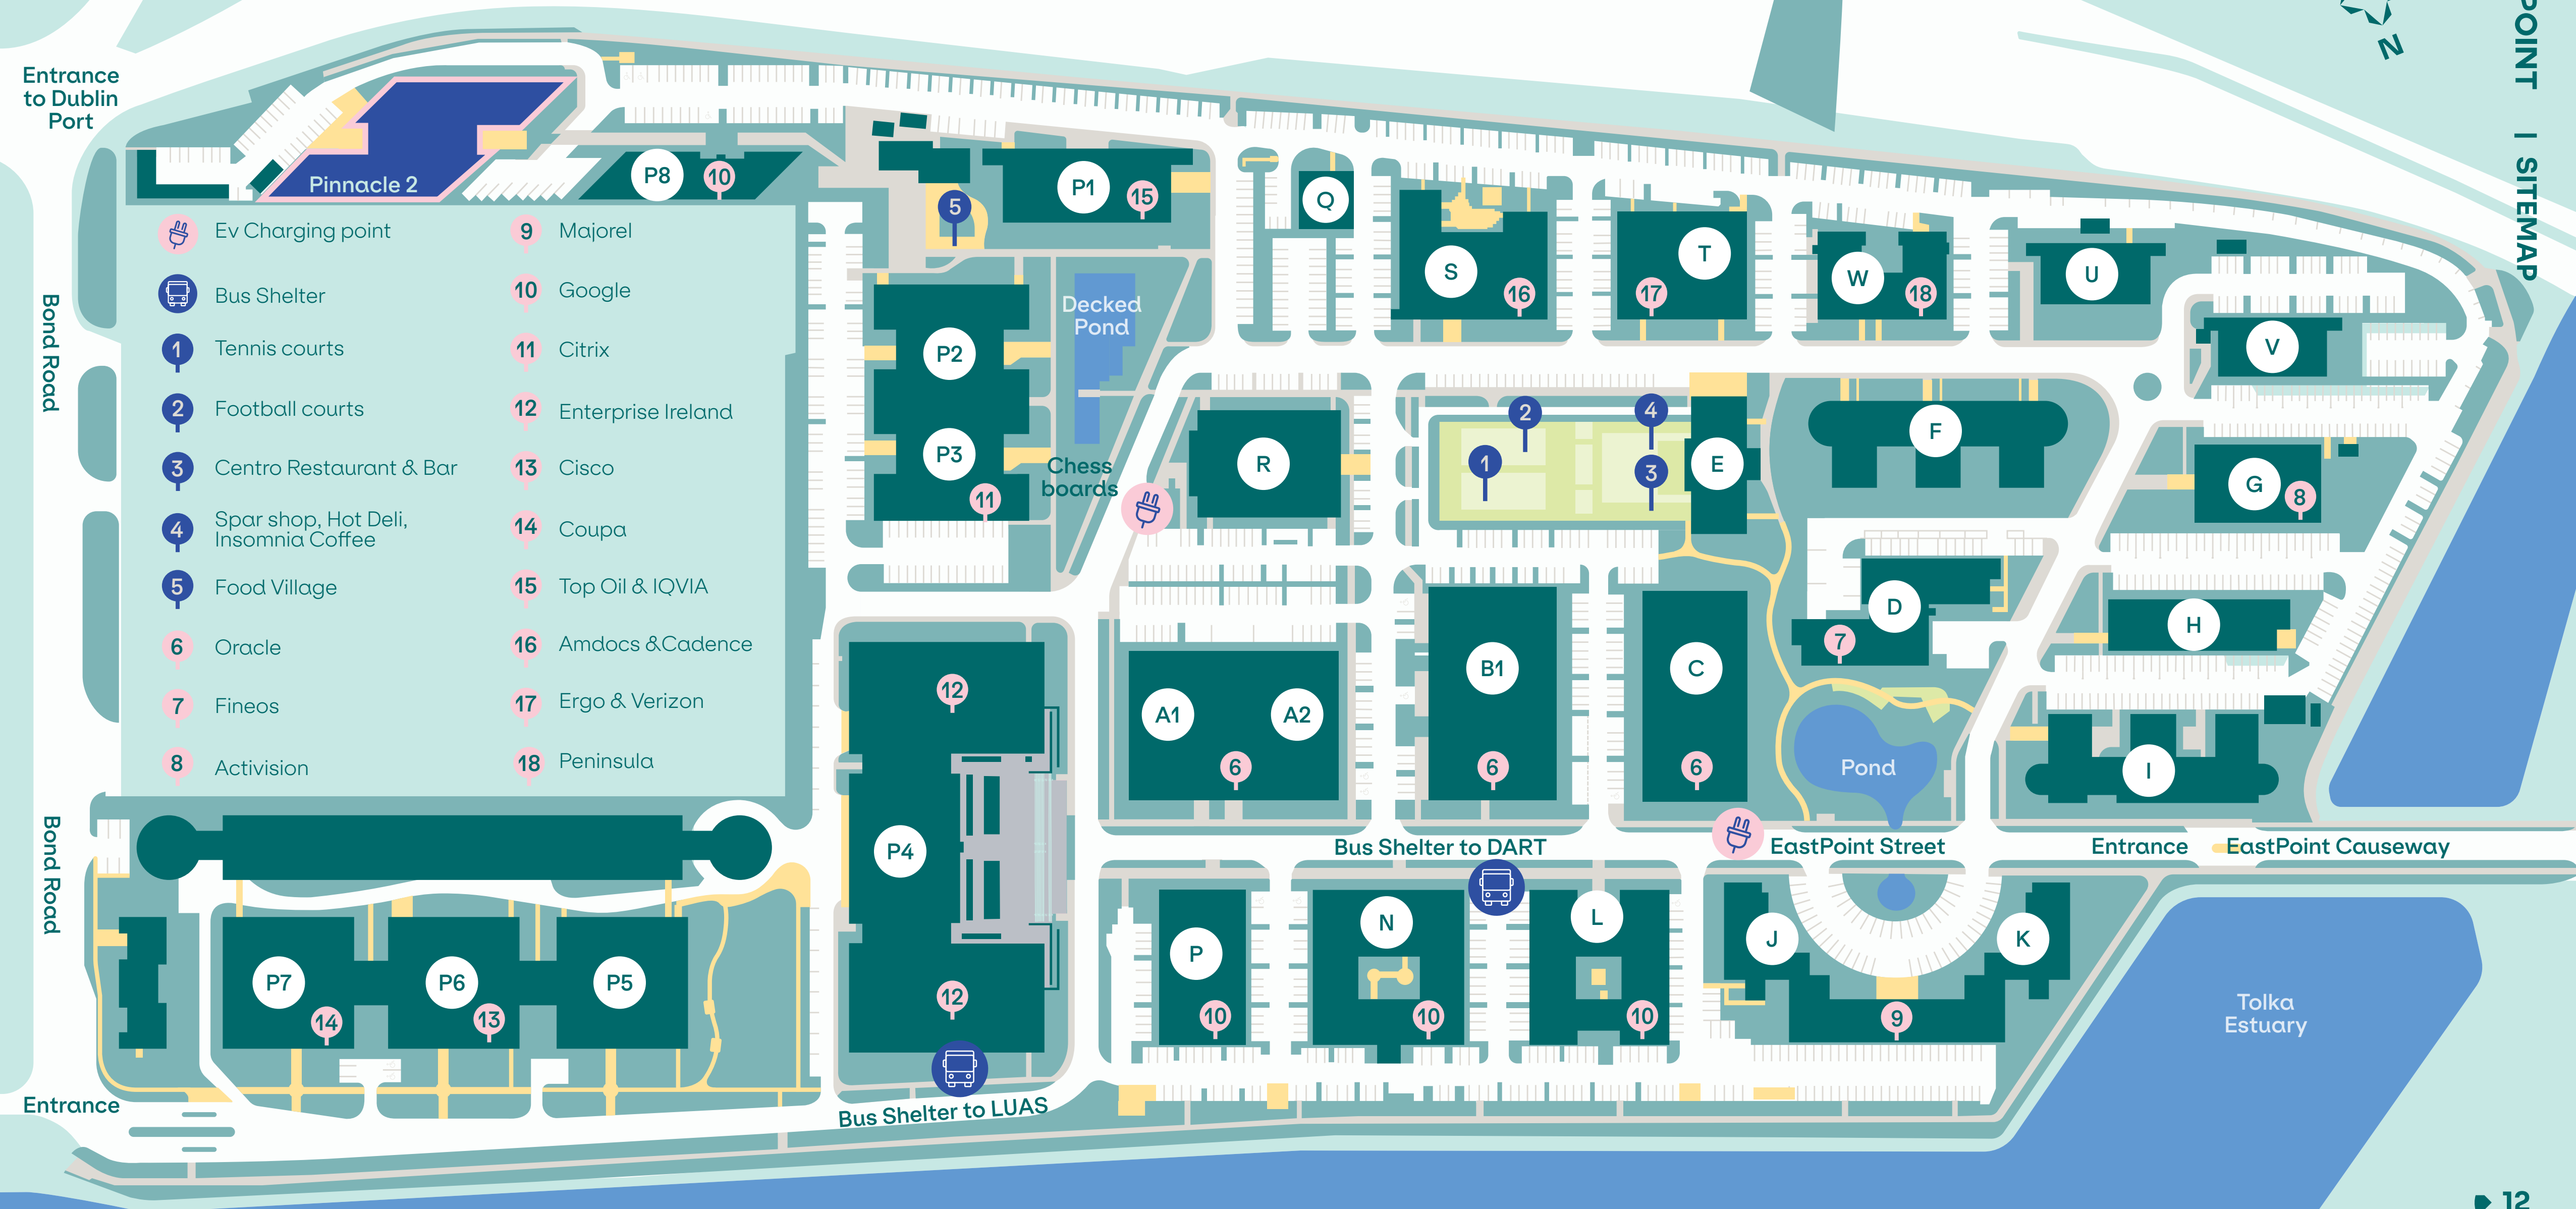 POINT | SITEMAP
N
Entrance
to Dublin
Port
Bond Road
Bond Road
Entrance
Pinnacle 2
P8
10
5
P1
15
Q
S
16
T
17
W
18
U
V
Ev Charging point
Bus Shelter
1 Tennis courts
2 Football courts
3 Centro Restaurant & Bar
4 Spar shop, Hot Deli,
Insomnia Coffee
5 Food Village
6 Oracle
7 Fineos
8 Activision
9 Majorel
10 Google
11 Citrix
12 Enterprise Ireland
13 Cisco
14 Coupa
15 Top Oil & IQVIA
16 Amdocs &Cadence
17 Ergo & Verizon
18 Peninsula
P2
P3
11
Decked
Pond
Chess
boards
R
1
2
4
3
E
F
G
8
D
7
H
I
12
P4
12
A1
A2
6
B1
6
C
6
Pond
Bus Shelter to DART
EastPoint Street
Entrance
EastPoint Causeway
P7
14
P6
13
P5
P
10
N
10
L
10
J
K
9
Tolka
Estuary
Bus Shelter to LUAS
12